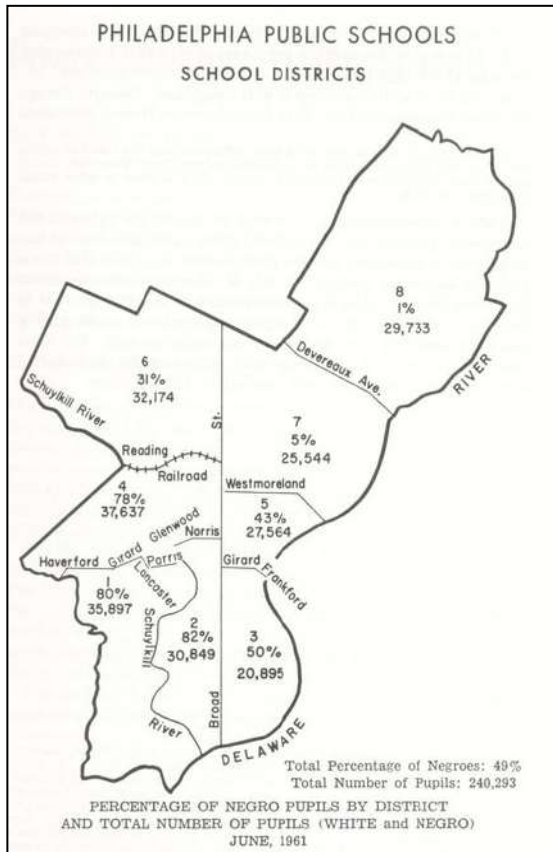 PHILADELPHIA PUBLIC SCHOOLS
SCHOOL DISTRICTS
8
1%
29,733
Devereaux Ave.
RIVER
6
31%
32,174
Schuylkill River
St.
7
5%
25,544
Reading
Railroad
4
78%
37,637
Westmoreland
5
43%
27,564
Haverford
Girard
Glenwood
Norris
Parris
Lancaster
Girard
Frankford
1
80%
35,897
Schuylkill
River
2
82%
30,849
3
50%
20,895
Broad
DELAWARE
Total Percentage of Negroes: 49%
Total Number of Pupils: 240,293
PERCENTAGE OF NEGRO PUPILS BY DISTRICT
AND TOTAL NUMBER OF PUPILS (WHITE and NEGRO)
JUNE, 1961